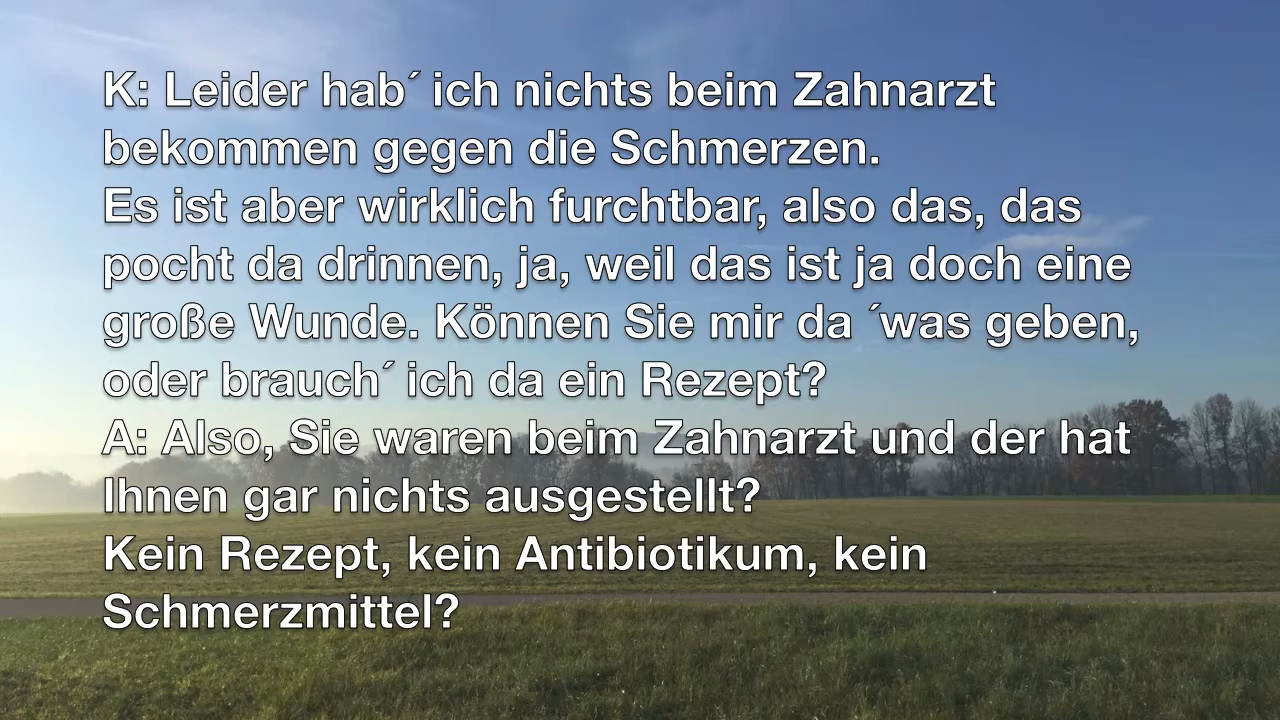 K: Leider hab´ ich nichts beim Zahnarzt
bekommen gegen die Schmerzen.
Es ist aber wirklich furchtbar, also das, das
pocht da drinnen, ja, weil das ist ja doch eine
große Wunde. Können Sie mir da ´was geben,
oder brauch´ ich da ein Rezept?
A: Also, Sie waren beim Zahnarzt und der hat
Ihnen gar nichts ausgestellt?
Kein Rezept, kein Antibiotikum, kein
Schmerzmittel?